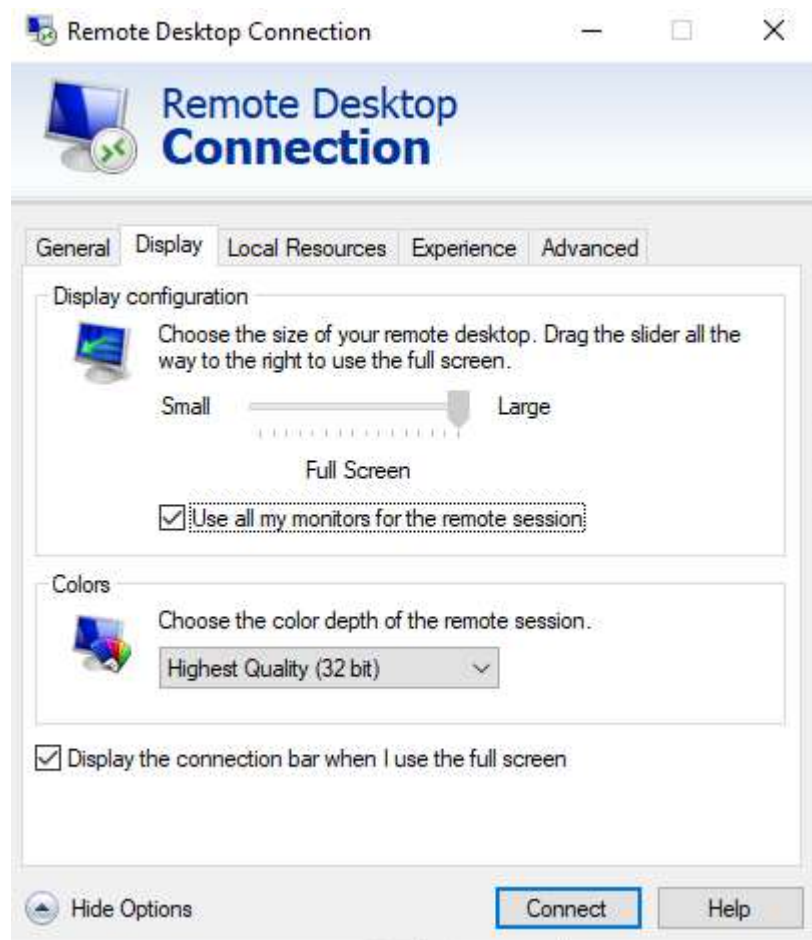 Remote Desktop Connection
Remote Desktop
Connection
General Display Local Resources Experience Advanced
Display configuration
Choose the size of your remote desktop. Drag the slider all the
way to the right to use the full screen.
Small Large
Full Screen
Use all my monitors for the remote session
Colors
Choose the color depth of the remote session.
Highest Quality (32 bit)
Display the connection bar when I use the full screen
Hide Options Connect Help